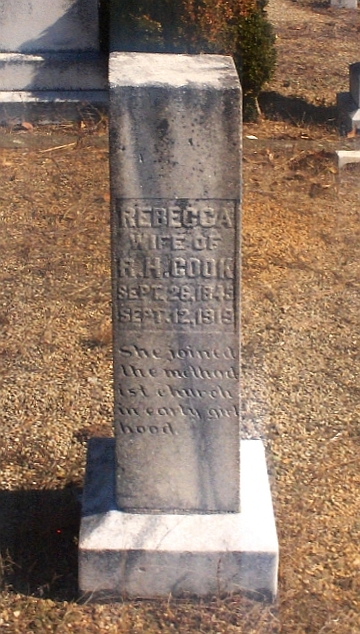 REBECCA
WIFE OF
F. H. COOK
SEPT. 28, 1845
SEPT. 12, 1919
She joined
the method
ist church
in early girl
hood